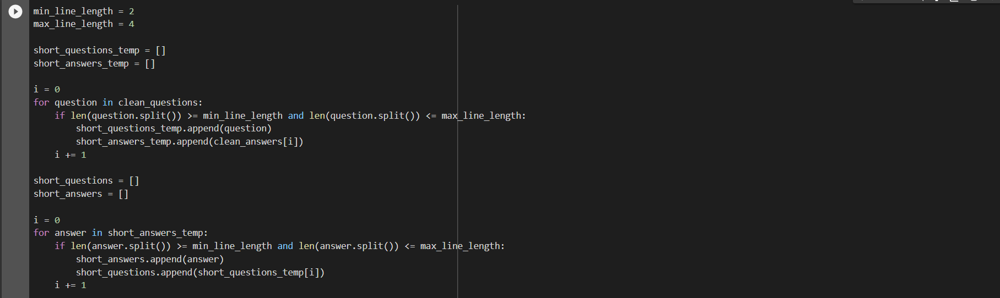 min_line_length = 2
max_line_length = 4

short_questions_temp = []
short_answers_temp = []

i = 0
for question in clean_questions:
    if len(question.split()) >= min_line_length and len(question.split()) <= max_line_length:
        short_questions_temp.append(question)
        short_answers_temp.append(clean_answers[i])
    i += 1

short_questions = []
short_answers = []

i = 0
for answer in short_answers_temp:
    if len(answer.split()) >= min_line_length and len(answer.split()) <= max_line_length:
        short_answers.append(answer)
        short_questions.append(short_questions_temp[i])
    i += 1